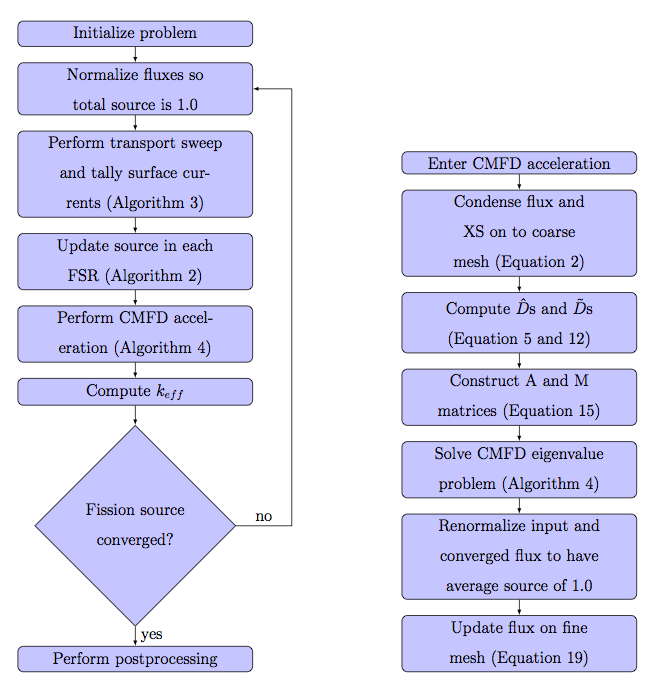 Initialize problem
Normalize fluxes so
total source is 1.0
Perform transport sweep
and tally surface cur-
rents (Algorithm 3)
Update source in each
FSR (Algorithm 2)
Perform CMFD accel-
eration (Algorithm 4)
Compute k_{eff}
Fission source
converged?
no
yes
Perform postprocessing
Enter CMFD acceleration
Condense flux and
XS on to coarse
mesh (Equation 2)
Compute D̂s and D̃s
(Equation 5 and 12)
Construct A and M
matrices (Equation 15)
Solve CMFD eigenvalue
problem (Algorithm 4)
Renormalize input and
converged flux to have
average source of 1.0
Update flux on fine
mesh (Equation 19)